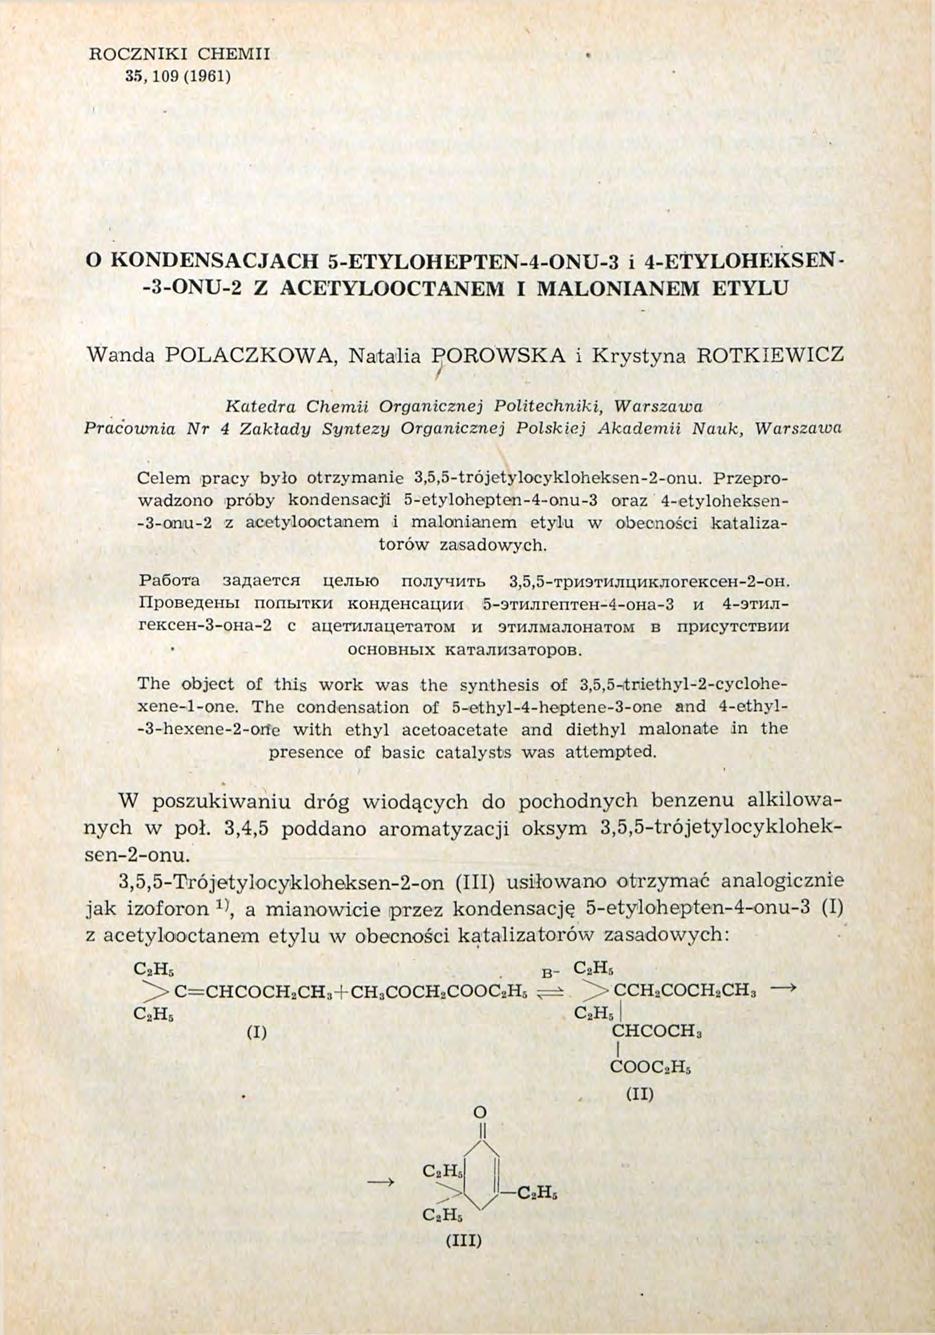 ROCZNIKI CHEMII
35, 109 (1961)
O KONDENSACJACH 5-ETYLOHEPTEN-4-ONU-3 i 4-ETYLOHEKSEN-
-3-ONU-2 Z ACETYLOOCTANEM I MALONIANEM ETYLU
Wanda POLACZKOWA, Natalia POROWSKA i Krystyna ROTKIEWICZ
Katedra Chemii Organicznej Politechniki, Warszawa
Pracownia Nr 4 Zakłady Syntezy Organicznej Polskiej Akademii Nauk, Warszawa
Celem pracy było otrzymanie 3,5,5-trójetylocykloheksen-2-onu. Przepro-
wadzono próby kondensacji 5-etylohepten-4-onu-3 oraz 4-etyloheksen-
-3-onu-2 z acetylooctanem i malonianem etylu w obecności kataliza-
torów zasadowych.
Работа задается целью получить 3,5,5-триэтилциклогексен-2-он.
Проведены попытки конденсации 5-этилгептен-4-она-3 и 4-этил-
гексен-3-она-2 с ацетилацетатом и этилмалонатом в присутствии
основных катализаторов.
The object of this work was the synthesis of 3,5,5-triethyl-2-cyclohe-
xene-1-one. The condensation of 5-ethyl-4-heptene-3-one and 4-ethyl-
-3-hexene-2-one with ethyl acetoacetate and diethyl malonate in the
presence of basic catalysts was attempted.
W poszukiwaniu dróg wiodących do pochodnych benzenu alkilowa-
nych w poł. 3,4,5 poddano aromatyzacji oksym 3,5,5-trójetylocyklohek-
sen-2-onu.
3,5,5-Trójetylocykloheksen-2-on (III) usiłowano otrzymać analogicznie
jak izoforon ¹⁾, a mianowicie przez kondensację 5-etylohepten-4-onu-3 (I)
z acetylooctanem etylu w obecności katalizatorów zasadowych:
C₂H₅ B- C₂H₅
C=CHCOCH₂CH₃+CH₃COCH₂COOC₂H₅ ⇌ CCH₂COCH₂CH₃ →
C₂H₅ C₂H₅
(I) CHCOCH₃
COOC₂H₅
(II)
O
C₂H₅
→ —C₂H₅
C₂H₅
(III)